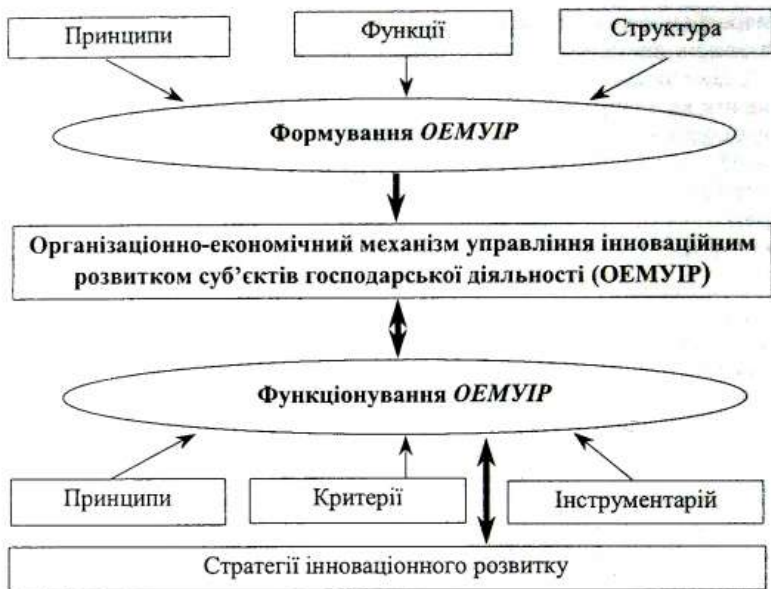 Принципи
Функції
Структура
Формування ОЕМУІР
Організаціонно-економічний механізм управління інноваційним
розвитком суб’єктів господарської діяльності (ОЕМУІР)
Функціонування ОЕМУІР
Принципи
Критерії
Інструментарій
Стратегії інноваціонного розвитку